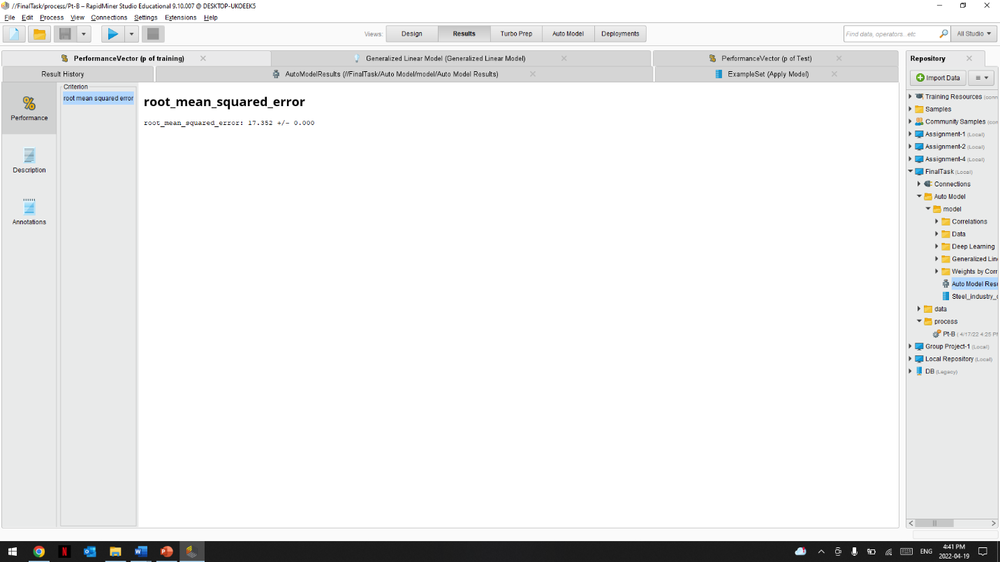 //FinalTask/process/Pt-B – RapidMiner Studio Educational 9.10.007 @ DESKTOP-UKOEEK5
File Edit Process View Connections Settings Extensions Help
Views: Design Results Turbo Prep Auto Model Deployments
Find data, operators...etc All Studio
PerformanceVector (p of training) Generalized Linear Model (Generalized Linear Model) PerformanceVector (p of Test)
Result History AutoModelResults (//FinalTask/Auto Model/model/Auto Model Results) ExampleSet (Apply Model)
Performance
Description
Annotations
Criterion
root mean squared error
root_mean_squared_error
root_mean_squared_error: 17.352 +/- 0.000
Repository
Import Data
Training Resources (conn
Samples
Community Samples (con
Assignment-1 (Local)
Assignment-2 (Local)
Assignment-4 (Local)
FinalTask (Local)
Connections
Auto Model
model
Correlations
Data
Deep Learning
Generalized Lin
Weights by Corr
Auto Model Resu
Steel_industry_
data
process
Pt-B ( 4/17/22 4:25 PM
Group Project-1 (Local)
Local Repository (Local)
DB (Legacy)
ENG
4:41 PM
2022-04-19